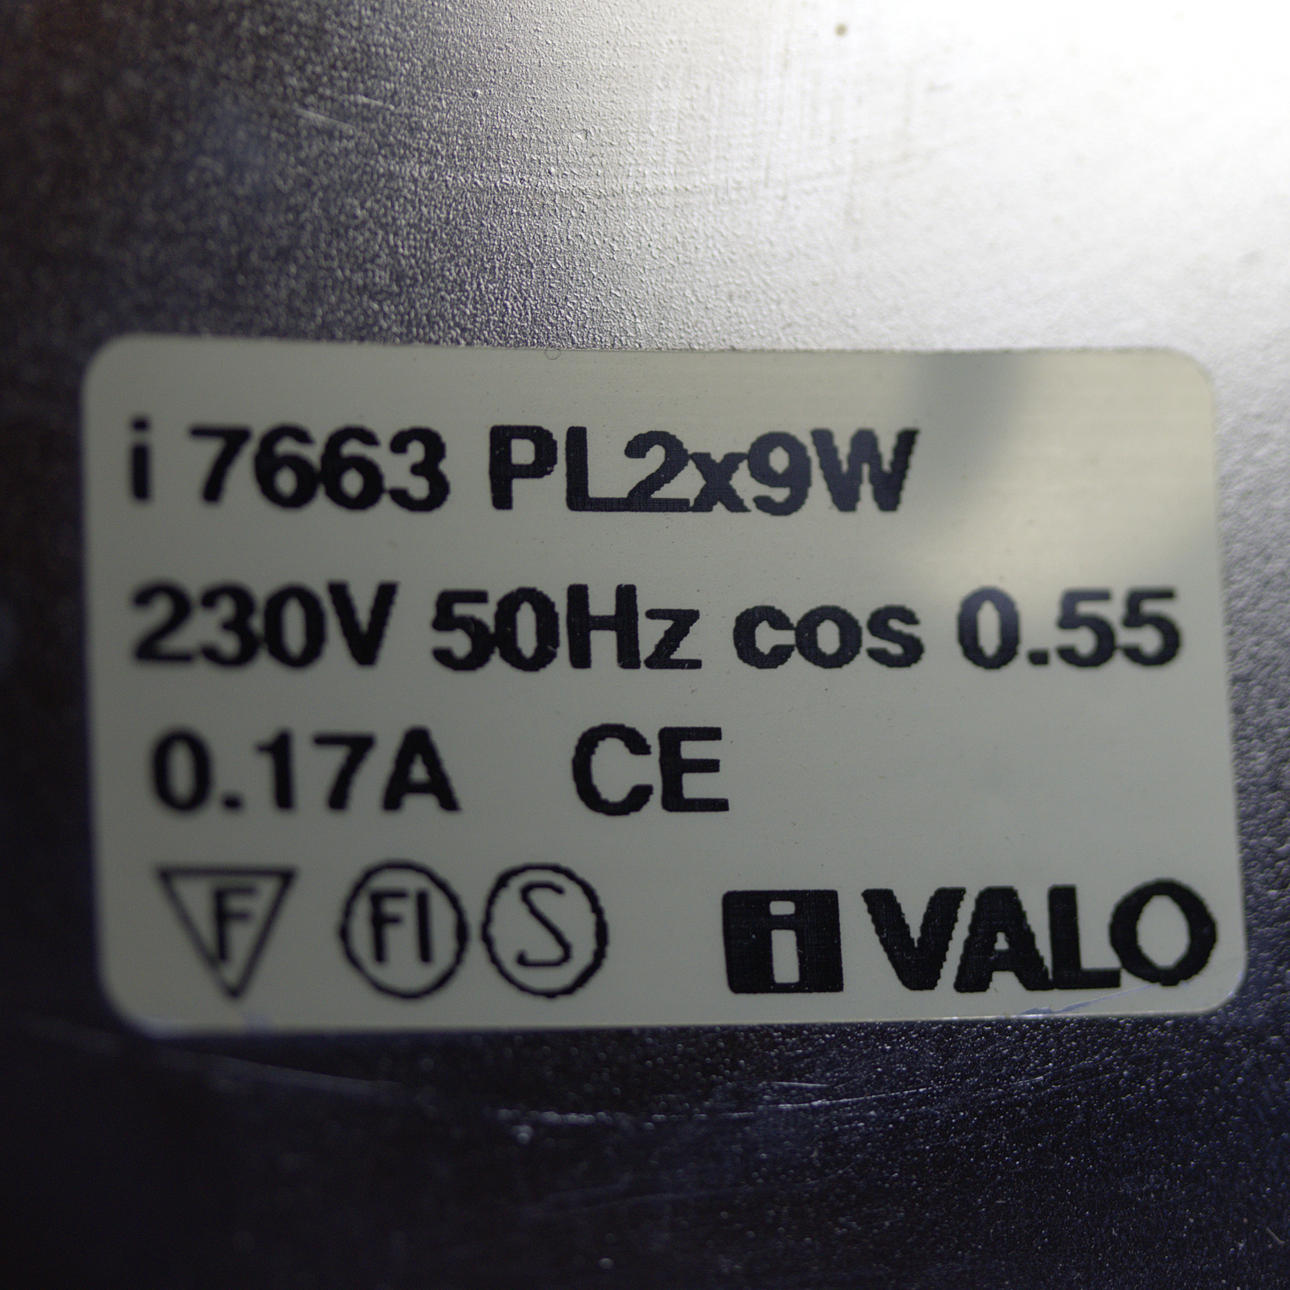 i 7663 PL2x9W
230V 50Hz cos 0.55
0.17A CE
F FI S i VALO